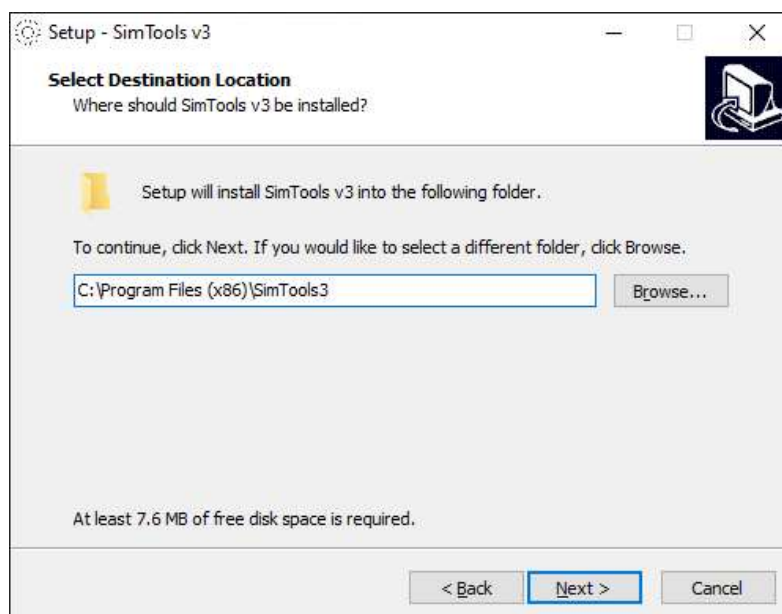 Setup - SimTools v3
Select Destination Location
Where should SimTools v3 be installed?
Setup will install SimTools v3 into the following folder.
To continue, click Next. If you would like to select a different folder, click Browse.
C:\Program Files (x86)\SimTools3
Browse...
At least 7.6 MB of free disk space is required.
< Back
Next >
Cancel